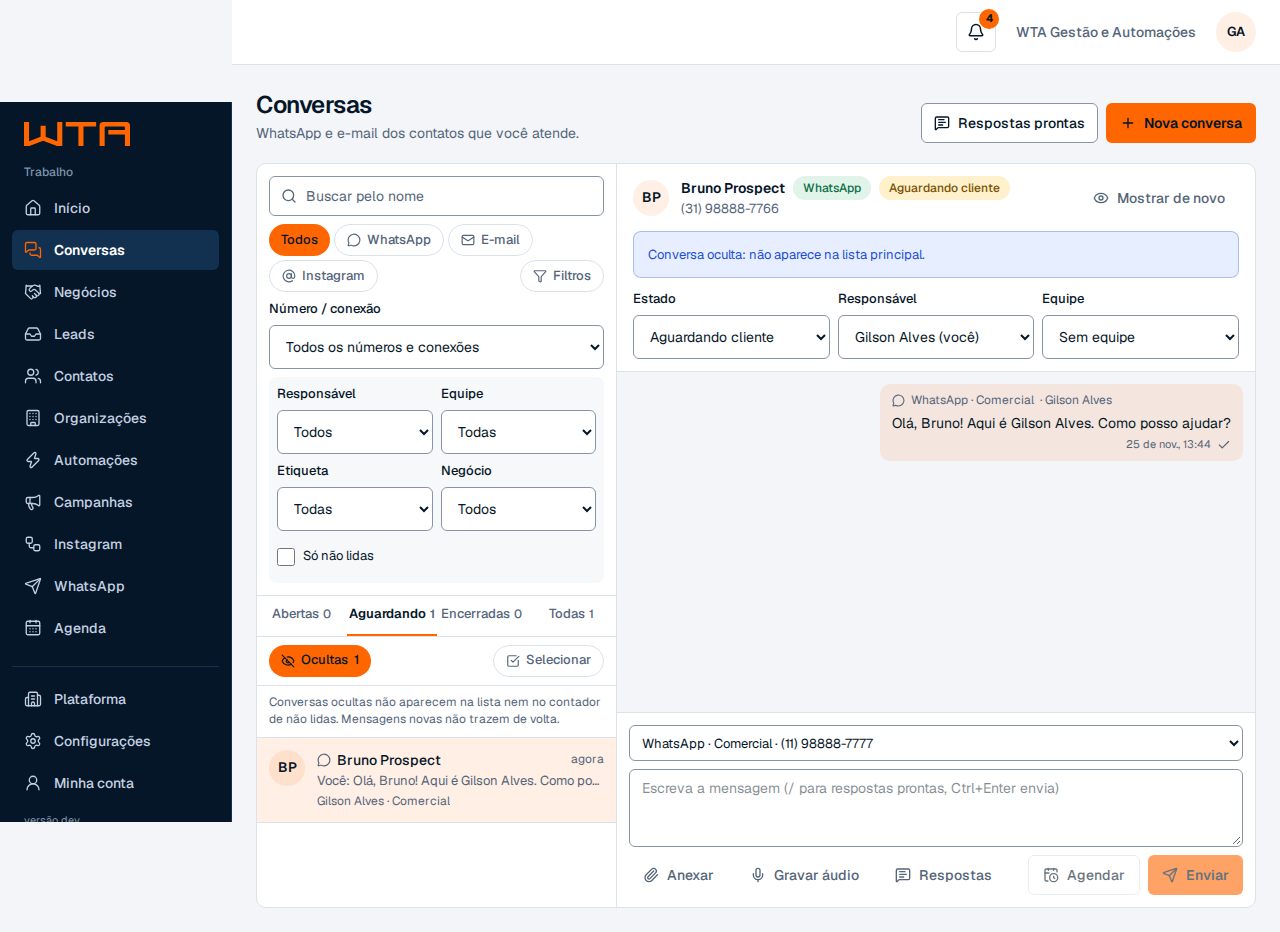 4
WTA Gestão e Automações
GA
WTA
Trabalho
Início
Conversas
Negócios
Leads
Contatos
Organizações
Automações
Campanhas
Instagram
WhatsApp
Agenda
Plataforma
Configurações
Minha conta
versão dev
Conversas
WhatsApp e e-mail dos contatos que você atende.
Respostas prontas
Nova conversa
Buscar pelo nome
Todos
WhatsApp
E-mail
Instagram
Filtros
Número / conexão
Todos os números e conexões
Responsável
Equipe
Todos
Todas
Etiqueta
Negócio
Todas
Todos
Só não lidas
Abertas 0
Aguardando 1
Encerradas 0
Todas 1
Ocultas 1
Selecionar
Conversas ocultas não aparecem na lista nem no contador
de não lidas. Mensagens novas não trazem de volta.
BP
Bruno Prospect
agora
Você: Olá, Bruno! Aqui é Gilson Alves. Como po...
Gilson Alves · Comercial
BP
Bruno Prospect
WhatsApp
Aguardando cliente
(31) 98888-7766
Mostrar de novo
Conversa oculta: não aparece na lista principal.
Estado
Responsável
Equipe
Aguardando cliente
Gilson Alves (você)
Sem equipe
WhatsApp · Comercial · Gilson Alves
Olá, Bruno! Aqui é Gilson Alves. Como posso ajudar?
25 de nov., 13:44
WhatsApp · Comercial · (11) 98888-7777
Escreva a mensagem (/ para respostas prontas, Ctrl+Enter envia)
Anexar
Gravar áudio
Respostas
Agendar
Enviar